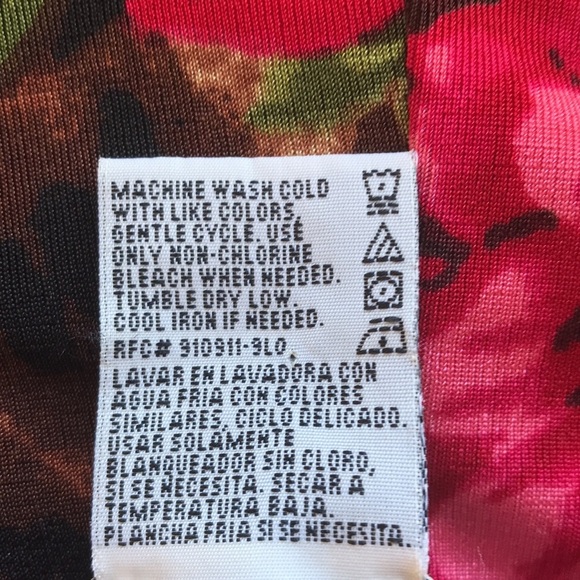 MACHINE WASH COLD
WITH LIKE COLORS,
GENTLE CYCLE. USE
ONLY NON-CHLORINE
BLEACH WHEN NEEDED.
TUMBLE DRY LOW.
COOL IRON IF NEEDED.
RFC# 910911-9L0
LAVAR EN LAVADORA CON
AGUA FRIA CON COLORES
SIMILARES, CICLO DELICADO.
USAR SOLAMENTE
BLANQUEADOR SIN CLORO,
SI SE NECESITA. SECAR A
TEMPERATURA BAJA.
PLANCHA FRIA SI SE NECESITA.